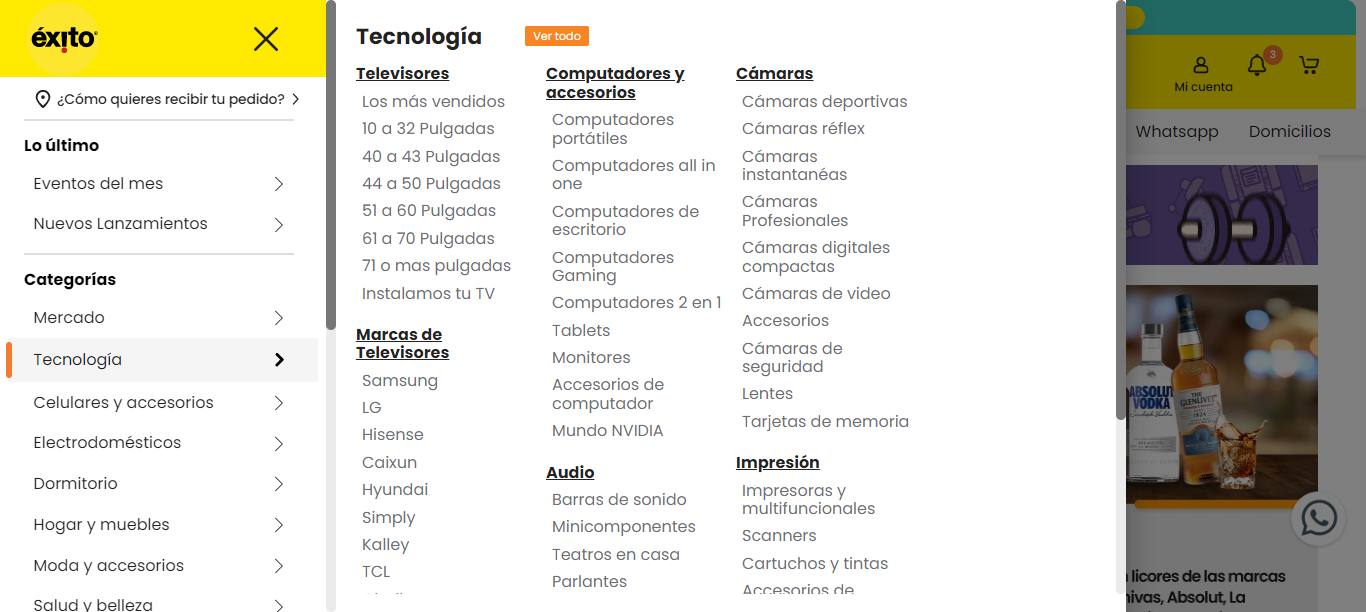 éxito
¿Cómo quieres recibir tu pedido?
Lo último
Eventos del mes
Nuevos Lanzamientos
Categorías
Mercado
Tecnología
Celulares y accesorios
Electrodomésticos
Dormitorio
Hogar y muebles
Moda y accesorios
Salud y belleza
Tecnología
Ver todo
Televisores
Los más vendidos
10 a 32 Pulgadas
40 a 43 Pulgadas
44 a 50 Pulgadas
51 a 60 Pulgadas
61 a 70 Pulgadas
71 o mas pulgadas
Instalamos tu TV
Marcas de
Televisores
Samsung
LG
Hisense
Caixun
Hyundai
Simply
Kalley
TCL
Computadores y
accesorios
Computadores
portátiles
Computadores all in
one
Computadores de
escritorio
Computadores
Gaming
Computadores 2 en 1
Tablets
Monitores
Accesorios de
computador
Mundo NVIDIA
Audio
Barras de sonido
Minicomponentes
Teatros en casa
Parlantes
Cámaras
Cámaras deportivas
Cámaras réflex
Cámaras
instantanéas
Cámaras
Profesionales
Cámaras digitales
compactas
Cámaras de video
Accesorios
Cámaras de
seguridad
Lentes
Tarjetas de memoria
Impresión
Impresoras y
multifuncionales
Scanners
Cartuchos y tintas
Accesorios de
3
Mi cuenta
Whatsapp
Domicilios
ABSOLUT
VODKA
THE
GLENLIVET
1824
licores de las marcas
hivas, Absolut, La